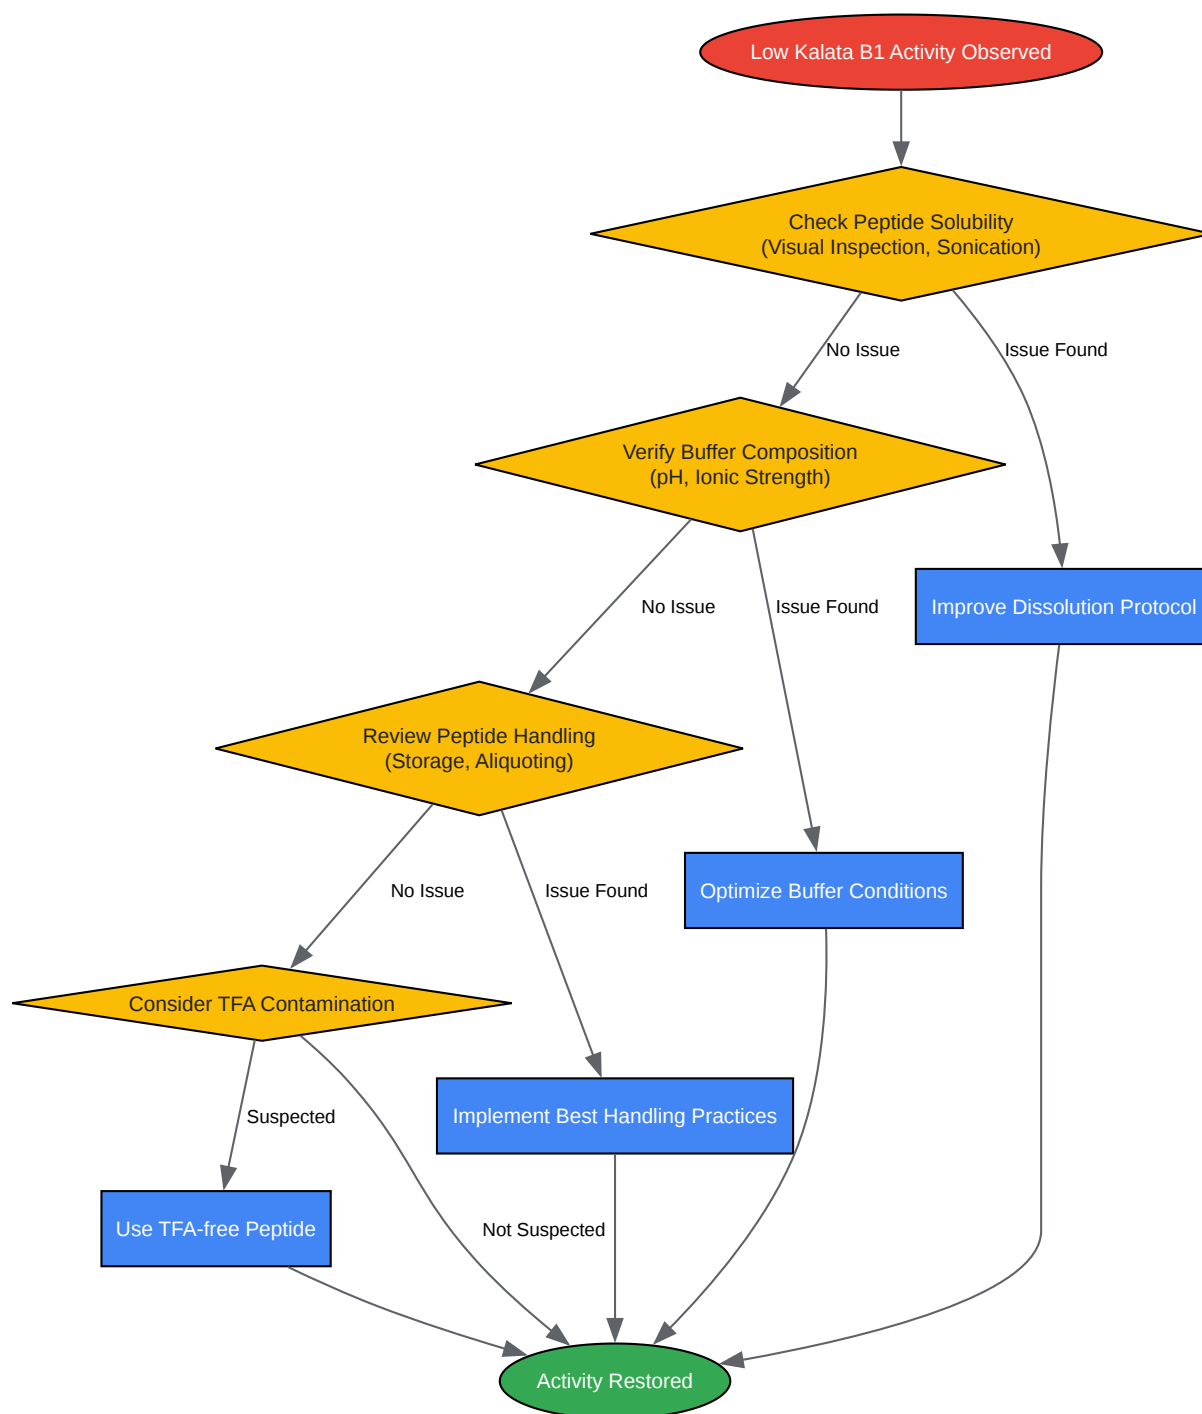 Low Kalata B1 Activity Observed
Check Peptide Solubility
(Visual Inspection, Sonication)
No Issue
Issue Found
Verify Buffer Composition
(pH, Ionic Strength)
No Issue
Issue Found
Improve Dissolution Protocol
Review Peptide Handling
(Storage, Aliquoting)
No Issue
Issue Found
Optimize Buffer Conditions
Consider TFA Contamination
Suspected
Implement Best Handling Practices
Use TFA-free Peptide
Not Suspected
Activity Restored